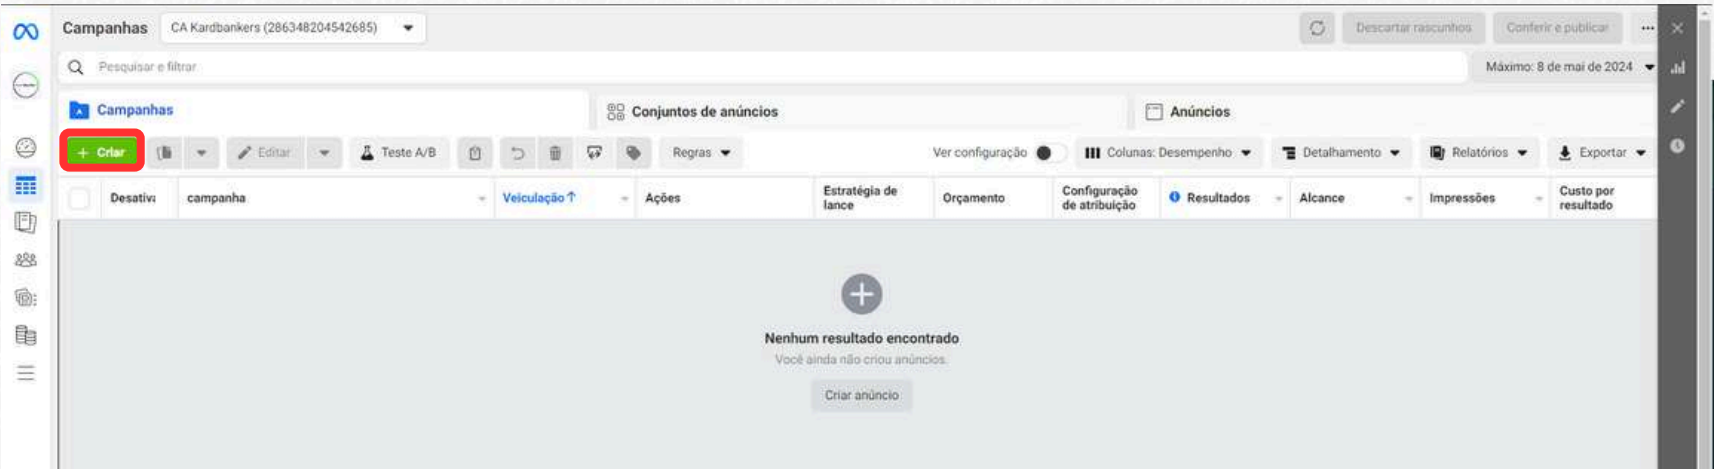 Campanhas CA Kardbankers (286348204542685) Descartar rascunhos Conferir e publicar ...
Pesquisar e filtrar Máximo: 8 de mai de 2024
Campanhas Conjuntos de anúncios Anúncios
+ Criar Editar Teste A/B Regras Ver configuração Colunas: Desempenho Detalhamento Relatórios Exportar
Desativa campanha Veiculação ↑ Ações Estratégia de lance Orçamento Configuração de atribuição Resultados Alcance Impressões Custo por resultado
Nenhum resultado encontrado
Você ainda não criou anúncios.
Criar anúncio